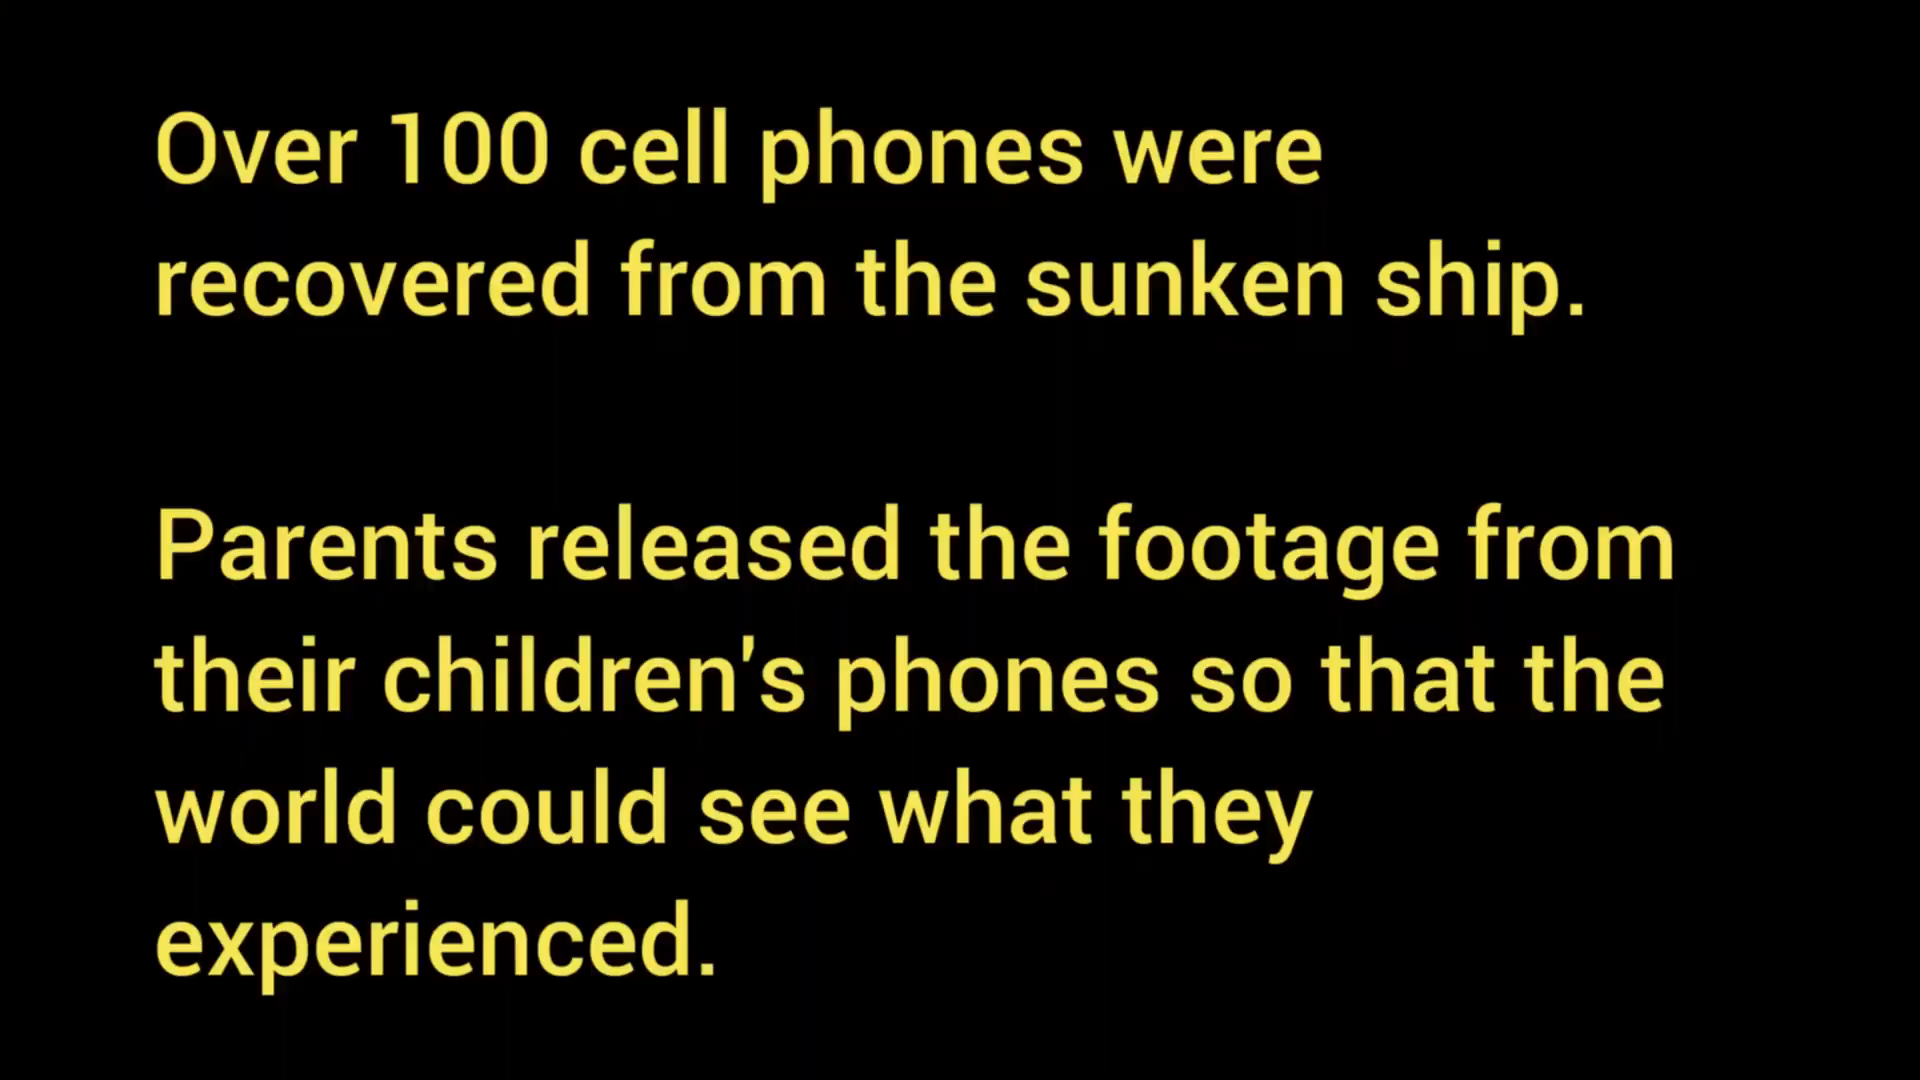 Over 100 cell phones were
recovered from the sunken ship.
Parents released the footage from
their children's phones so that the
world could see what they
experienced.